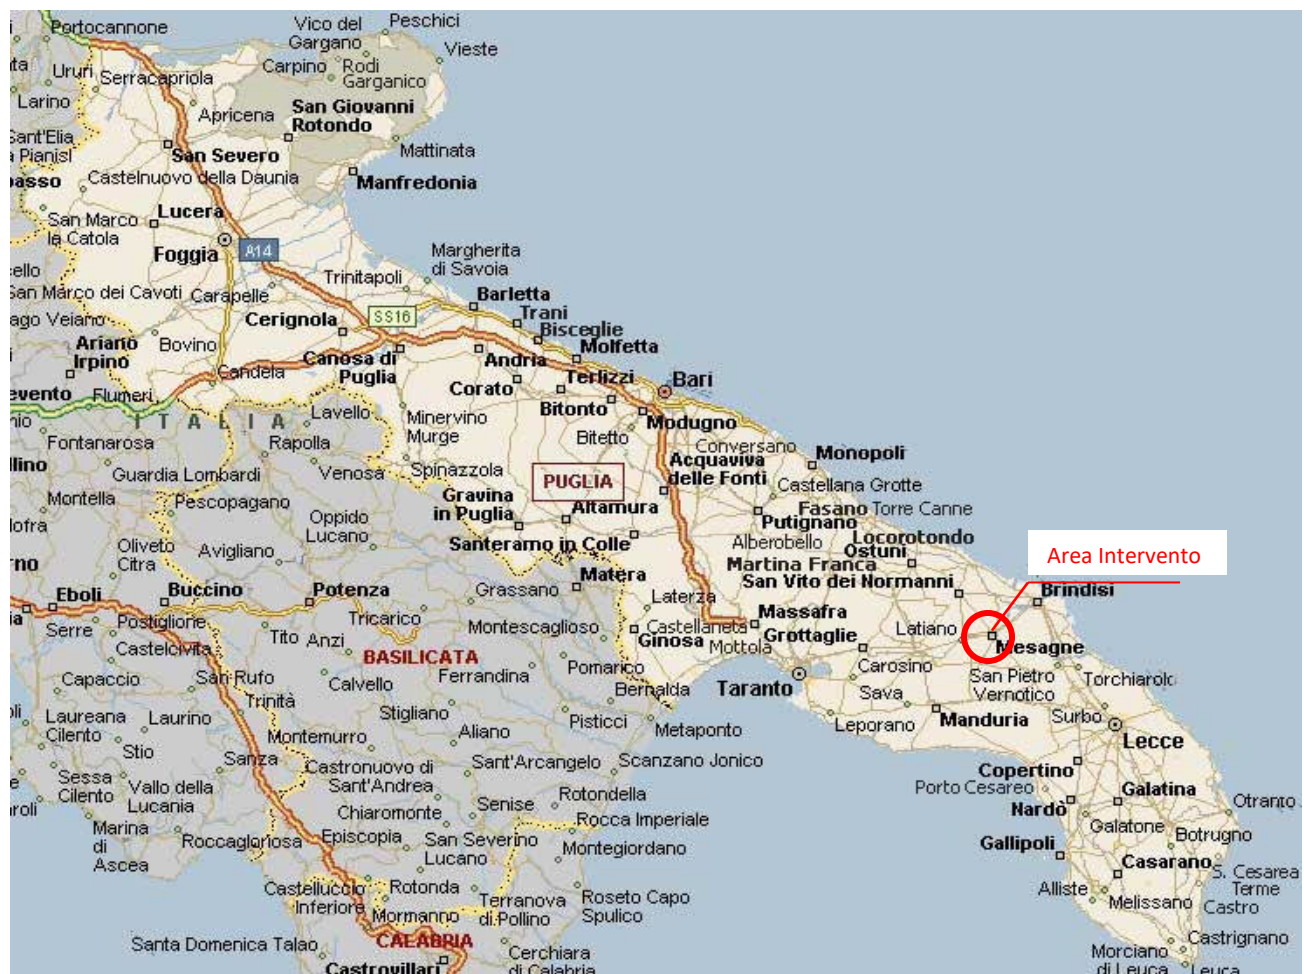 Portocannone
Vico del
Gargano
Peschici
Vieste
Ururi
Serracapriola
Carpino
Rodi
Garganico
Larino
Apricena
San Giovanni
Rotondo
Sant'Elia
a Pianisi
San Severo
Mattinata
Castelnuovo della Daunia
Manfredonia
San Marco
la Catola
Lucera
Foggia
A14
Margherita
di Savoia
Trinitapoli
San Marco dei Cavoti
Carapelle
Barletta
Cerignola
SS16
Trani
Bisceglie
ago Veiano
Ariano
Irpino
Bovino
Molfetta
Canosa di
Puglia
Andria
Candela
Corato
Terlizzi
Bari
evento
Flumeri
ITALIA
Lavello
Minervino
Murge
Bitonto
Modugno
Bitetto
Fontanarosa
Rapolla
Conversano
Monopoli
Guardia Lombardi
Venosa
Spinazzola
Acquaviva
delle Fonti
PUGLIA
Castellana Grotte
Montella
Pescopagano
Gravina
in Puglia
Altamura
Fasano
Torre Canne
Putignano
Oppido
Lucano
Oliveto
Citra
Avigliano
Santeramo in Colle
Alberobello
Locorotondo
Ostuni
Area Intervento
Martina Franca
San Vito dei Normanni
Matera
Grassano
Laterza
Brindisi
Eboli
Buccino
Potenza
Massafra
Serre
Postiglione
Tricarico
Tito
Anzi
Montescaglioso
Castellaneta
Ginosa
Mottola
Grottaglie
Latiano
Mesagne
Castelcivita
BASILICATA
Pomarico
Carosino
San Pietro
Vernotico
Torchiarolo
Capaccio
San Rufo
Calvello
Ferrandina
Bernalda
Taranto
Sava
Trinità
Stigliano
Pisticci
Metaponto
Leporano
Manduria
Surbo
Lecce
Laureana
Cilento
Laurino
Montemurro
Aliano
Stio
Sanza
Castronuovo di
Sant'Andrea
Sant'Arcangelo
Scanzano Jonico
Copertino
Sessa
Cilento
Vallo della
Lucania
Chiaromonte
Senise
Rotondella
Porto Cesareo
Galatina
Otranto
Nardò
Marina
di
Ascea
Roccagloriosa
Episcopia
San Severino
Lucano
Rocca Imperiale
Montegiordano
Galatone
Botrugno
Gallipoli
Casarano
S. Cesarea
Terme
Castelluccio
Inferiore
Rotonda
Terranova
di Pollino
Roseto Capo
Spulico
Alliste
Melissano
Castro
Mormanno
Santa Domenica Talao
CALABRIA
Castrovillari
Cerchiara
di Calabria
Morciano
di Leuca
Castrignano
Leuca